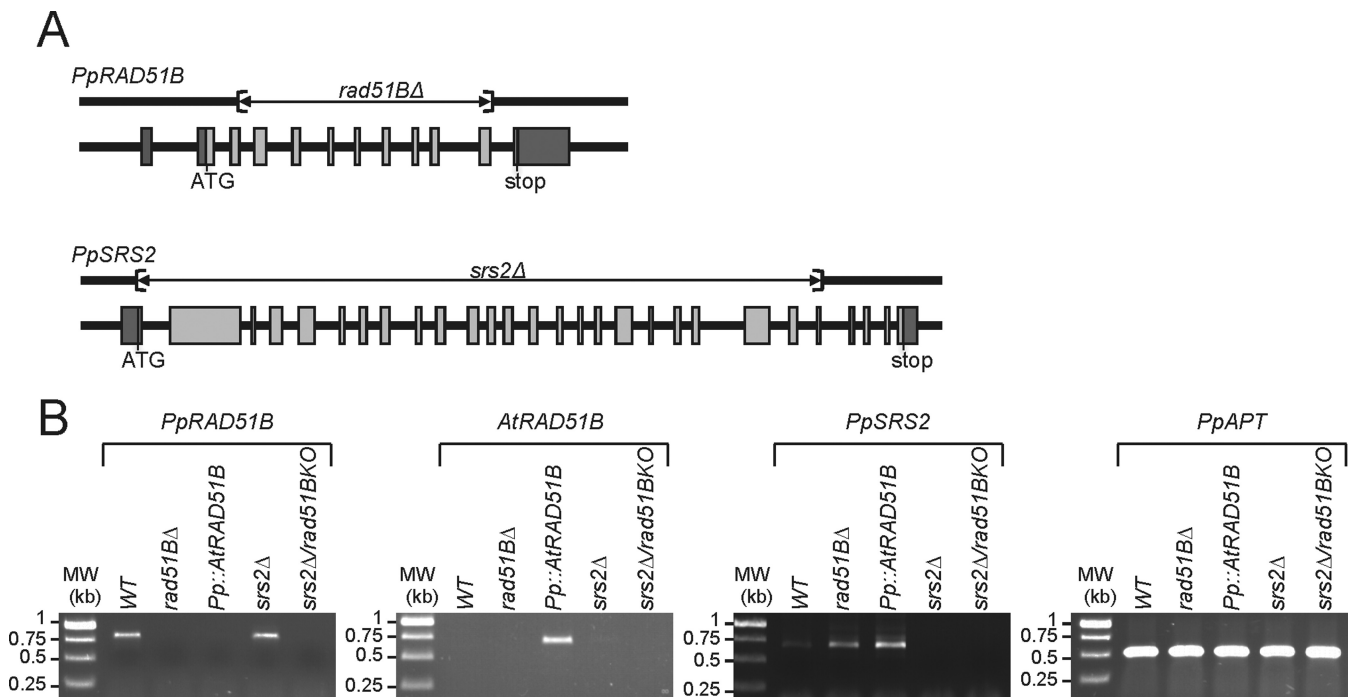 A
PpRAD51B
rad51BΔ
ATG
stop
PpSRS2
srs2Δ
ATG
stop
B
PpRAD51B
MW
(kb)
WT
rad51BΔ
Pp::AtRAD51B
srs2Δ
srs2Δ/rad51BKO
1
0.75
0.5
0.25
AtRAD51B
MW
(kb)
WT
rad51BΔ
Pp::AtRAD51B
srs2Δ
srs2Δ/rad51BKO
1
0.75
0.5
0.25
PpSRS2
MW
(kb)
WT
rad51BΔ
Pp::AtRAD51B
srs2Δ
srs2Δ/rad51BKO
1
0.75
0.5
0.25
PpAPT
MW
(kb)
WT
rad51BΔ
Pp::AtRAD51B
srs2Δ
srs2Δ/rad51BKO
1
0.75
0.5
0.25